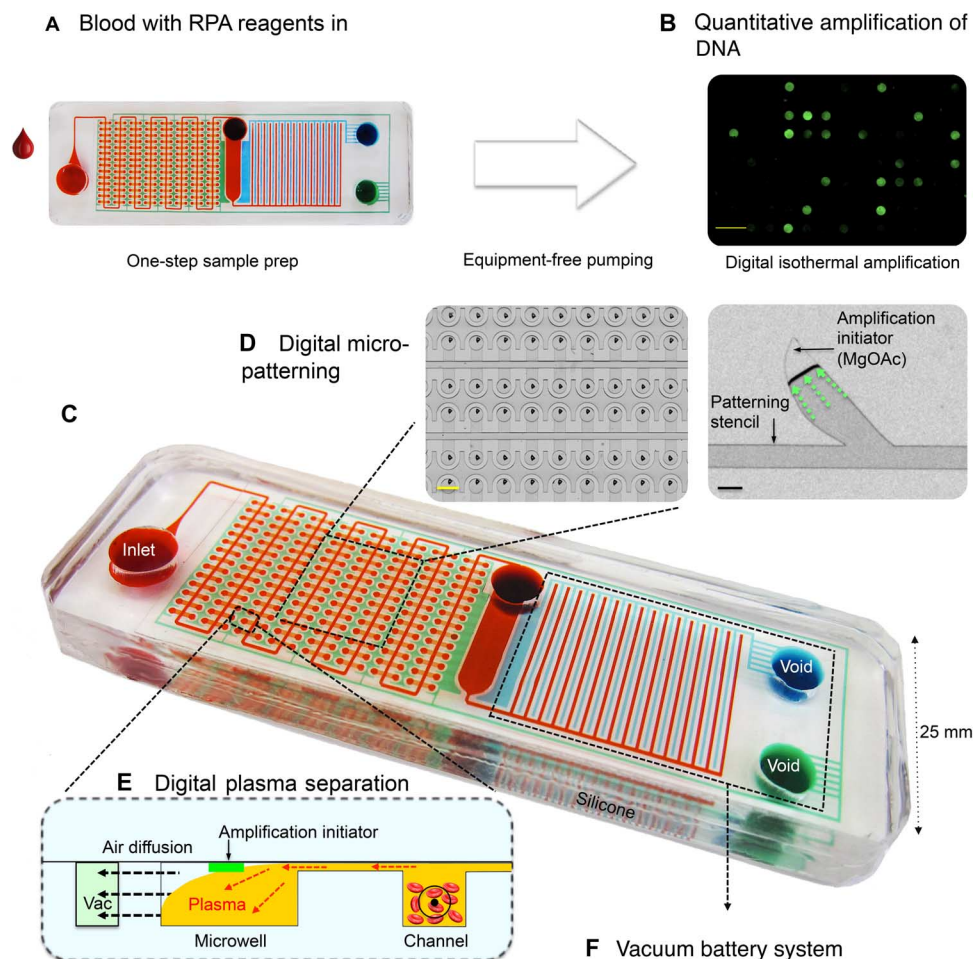 A Blood with RPA reagents in
B Quantitative amplification of
DNA
One-step sample prep
Equipment-free pumping
Digital isothermal amplification
D Digital micro-
patterning
Amplification
initiator
(MgOAc)
Patterning
stencil
C
Inlet
Void
Void
25 mm
Silicone
E Digital plasma separation
Air diffusion
Amplification initiator
Vac
Plasma
Microwell
Channel
F Vacuum battery system